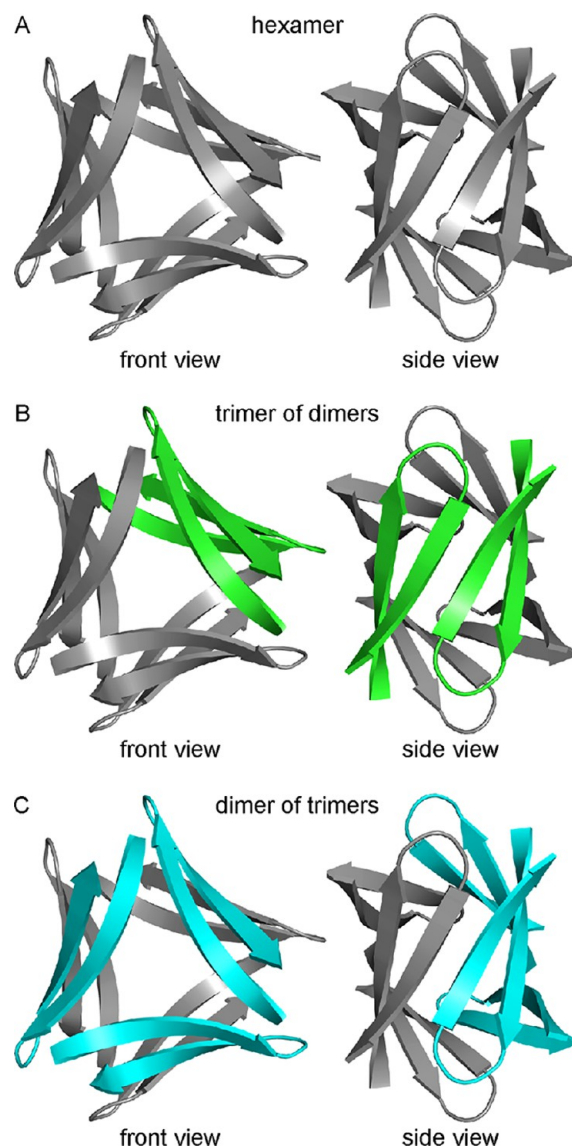 A hexamer
front view side view
B trimer of dimers
front view side view
C dimer of trimers
front view side view